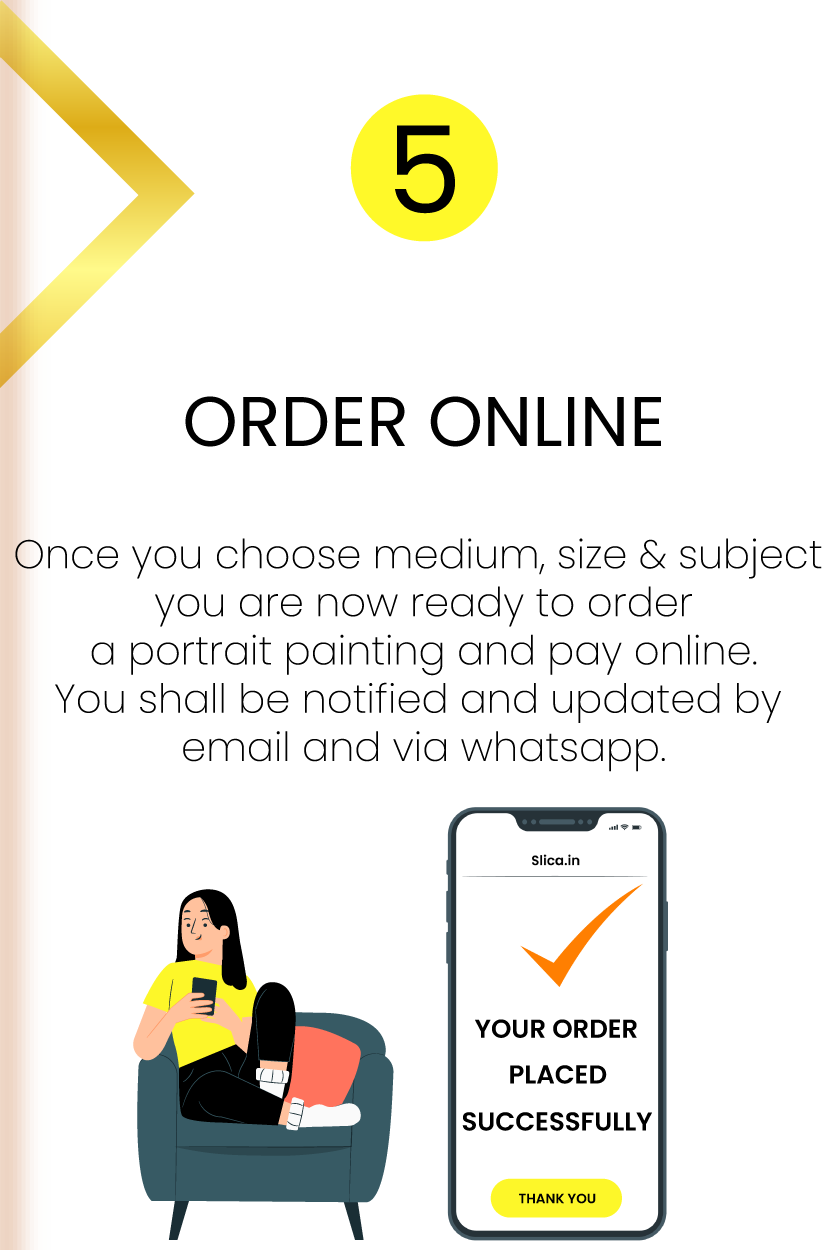 5
ORDER ONLINE
Once you choose medium, size & subject
you are now ready to order
a portrait painting and pay online.
You shall be notified and updated by
email and via whatsapp.
Slica.in
YOUR ORDER
PLACED
SUCCESSFULLY
THANK YOU